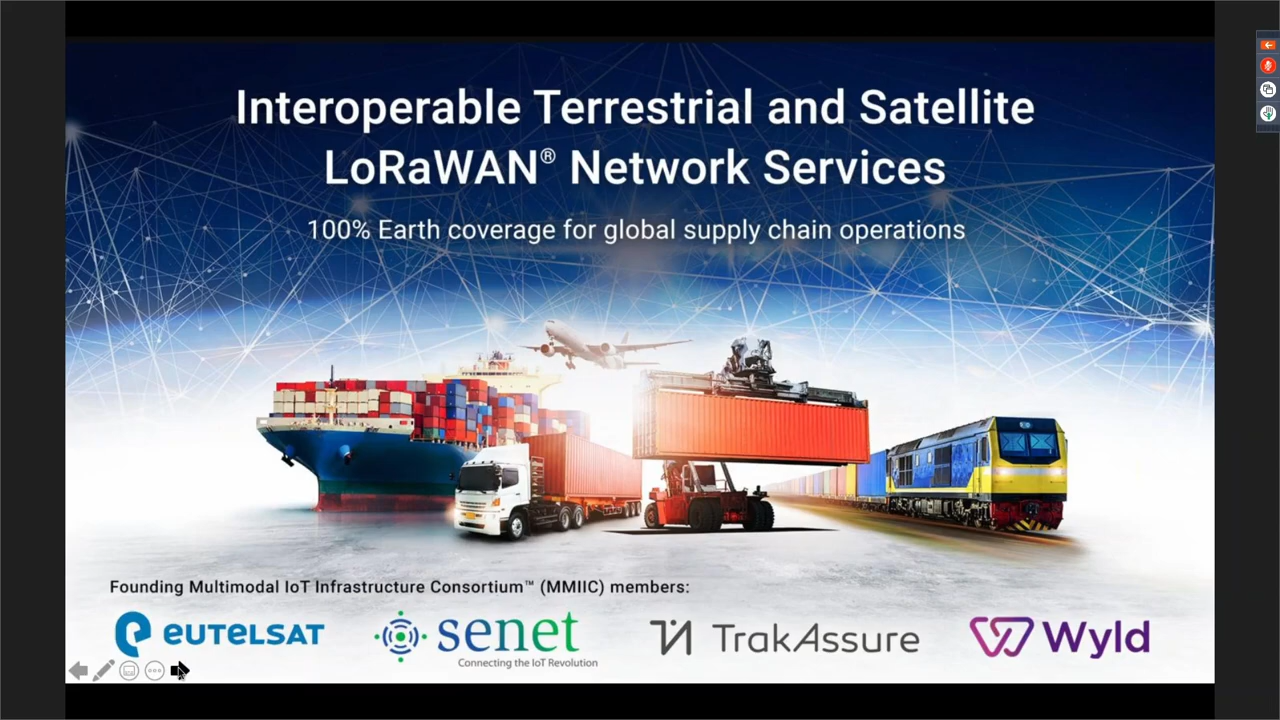 Interoperable Terrestrial and Satellite
LoRaWAN® Network Services
100% Earth coverage for global supply chain operations
Founding Multimodal IoT Infrastructure Consortium™ (MMIIC) members:
eutelsat
senet
Connecting the IoT Revolution
TrakAssure
Wyld